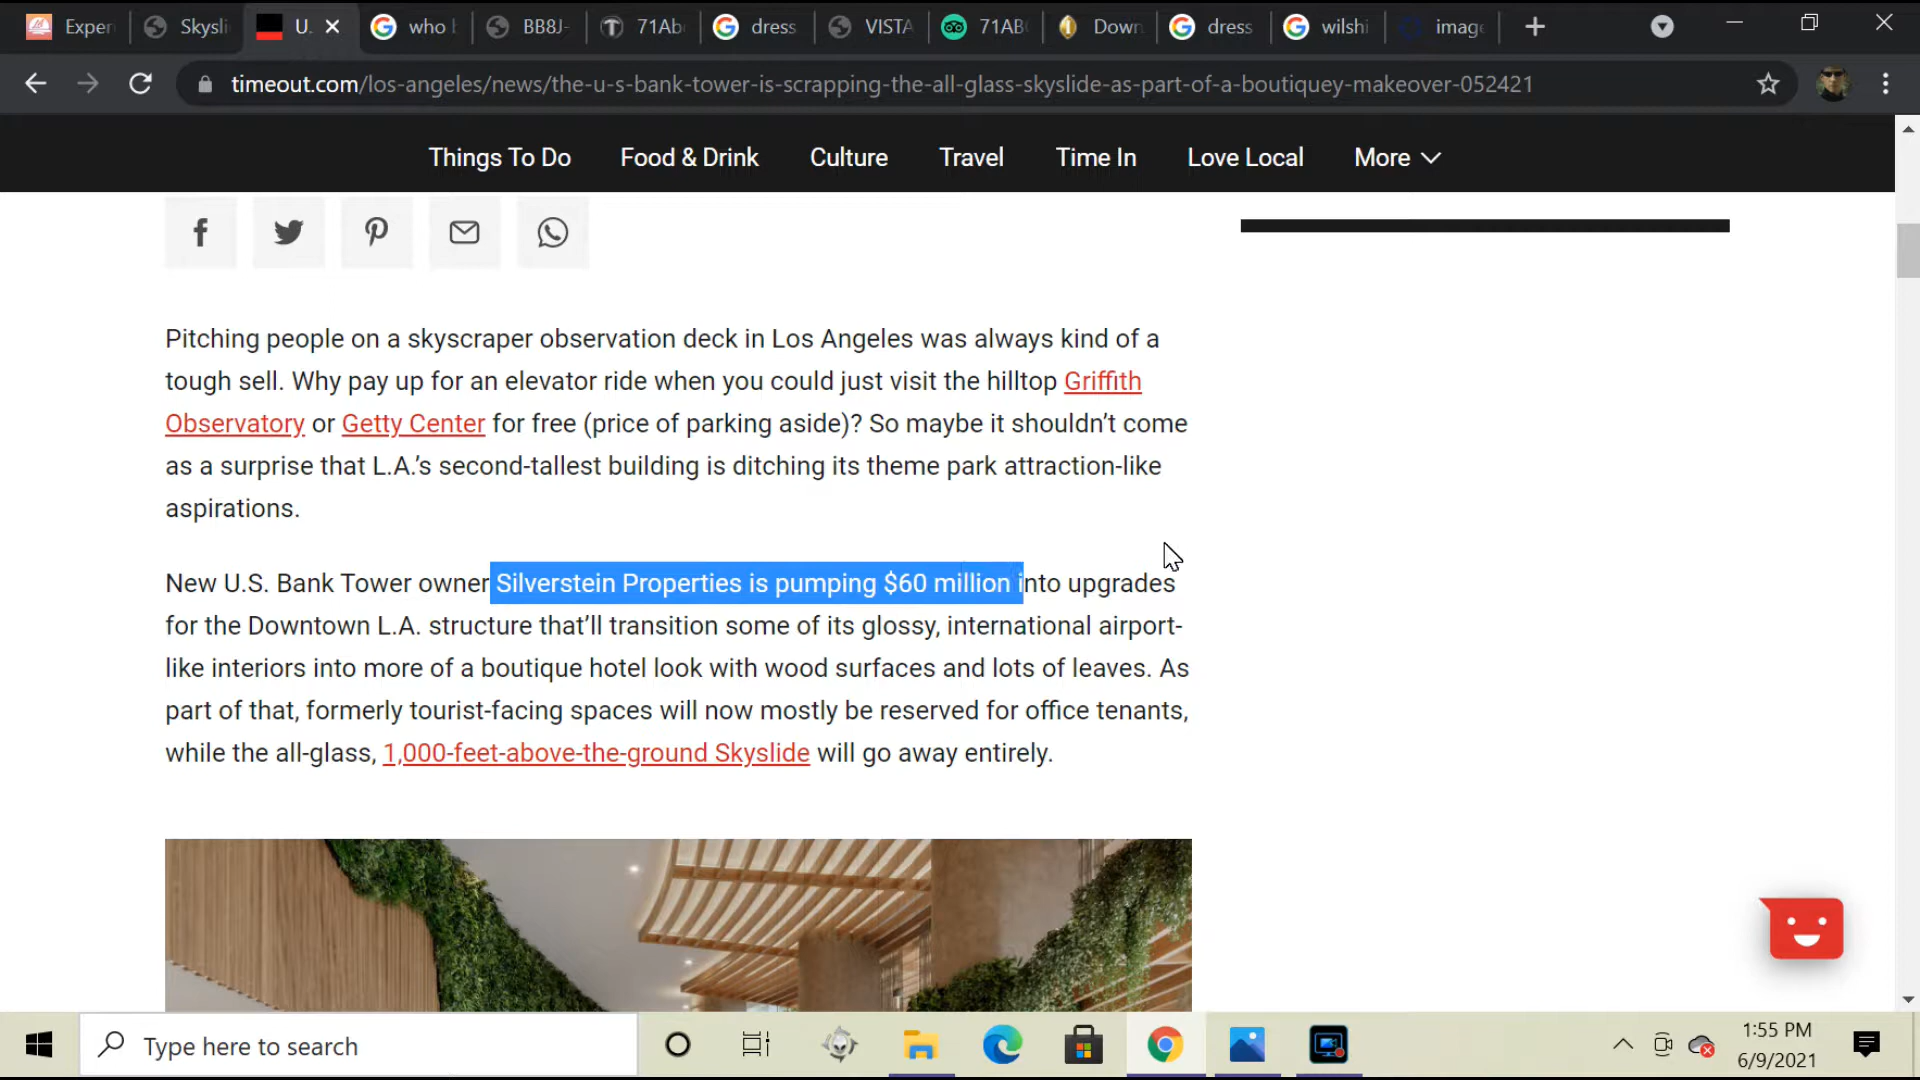 Exper Skysli U. who BB8J- 71Ab dress VISTA 71AB Down dress wilshi image
timeout.com/los-angeles/news/the-u-s-bank-tower-is-scrapping-the-all-glass-skyslide-as-part-of-a-boutiquey-makeover-052421
Things To Do Food & Drink Culture Travel Time In Love Local More
Pitching people on a skyscraper observation deck in Los Angeles was always kind of a
tough sell. Why pay up for an elevator ride when you could just visit the hilltop Griffith
Observatory or Getty Center for free (price of parking aside)? So maybe it shouldn’t come
as a surprise that L.A.’s second-tallest building is ditching its theme park attraction-like
aspirations.
New U.S. Bank Tower owner Silverstein Properties is pumping $60 million into upgrades
for the Downtown L.A. structure that’ll transition some of its glossy, international airport-
like interiors into more of a boutique hotel look with wood surfaces and lots of leaves. As
part of that, formerly tourist-facing spaces will now mostly be reserved for office tenants,
while the all-glass, 1,000-feet-above-the-ground Skyslide will go away entirely.
Type here to search
1:55 PM
6/9/2021